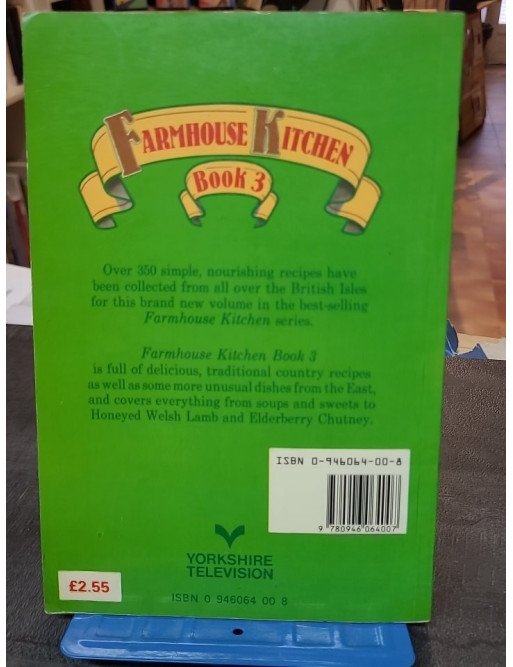 FARMHOUSE KITCHEN
BOOK 3
Over 350 simple, nourishing recipes have
been collected from all over the British Isles
for this brand new volume in the best-selling
Farmhouse Kitchen series.
Farmhouse Kitchen Book 3
is full of delicious, traditional country recipes
as well as some more unusual dishes from the East,
and covers everything from soups and sweets to
Honeyed Welsh Lamb and Elderberry Chutney.
ISBN 0-946064-00-8
9 780946 064007
YORKSHIRE
TELEVISION
£2.55
ISBN 0 946064 00 8